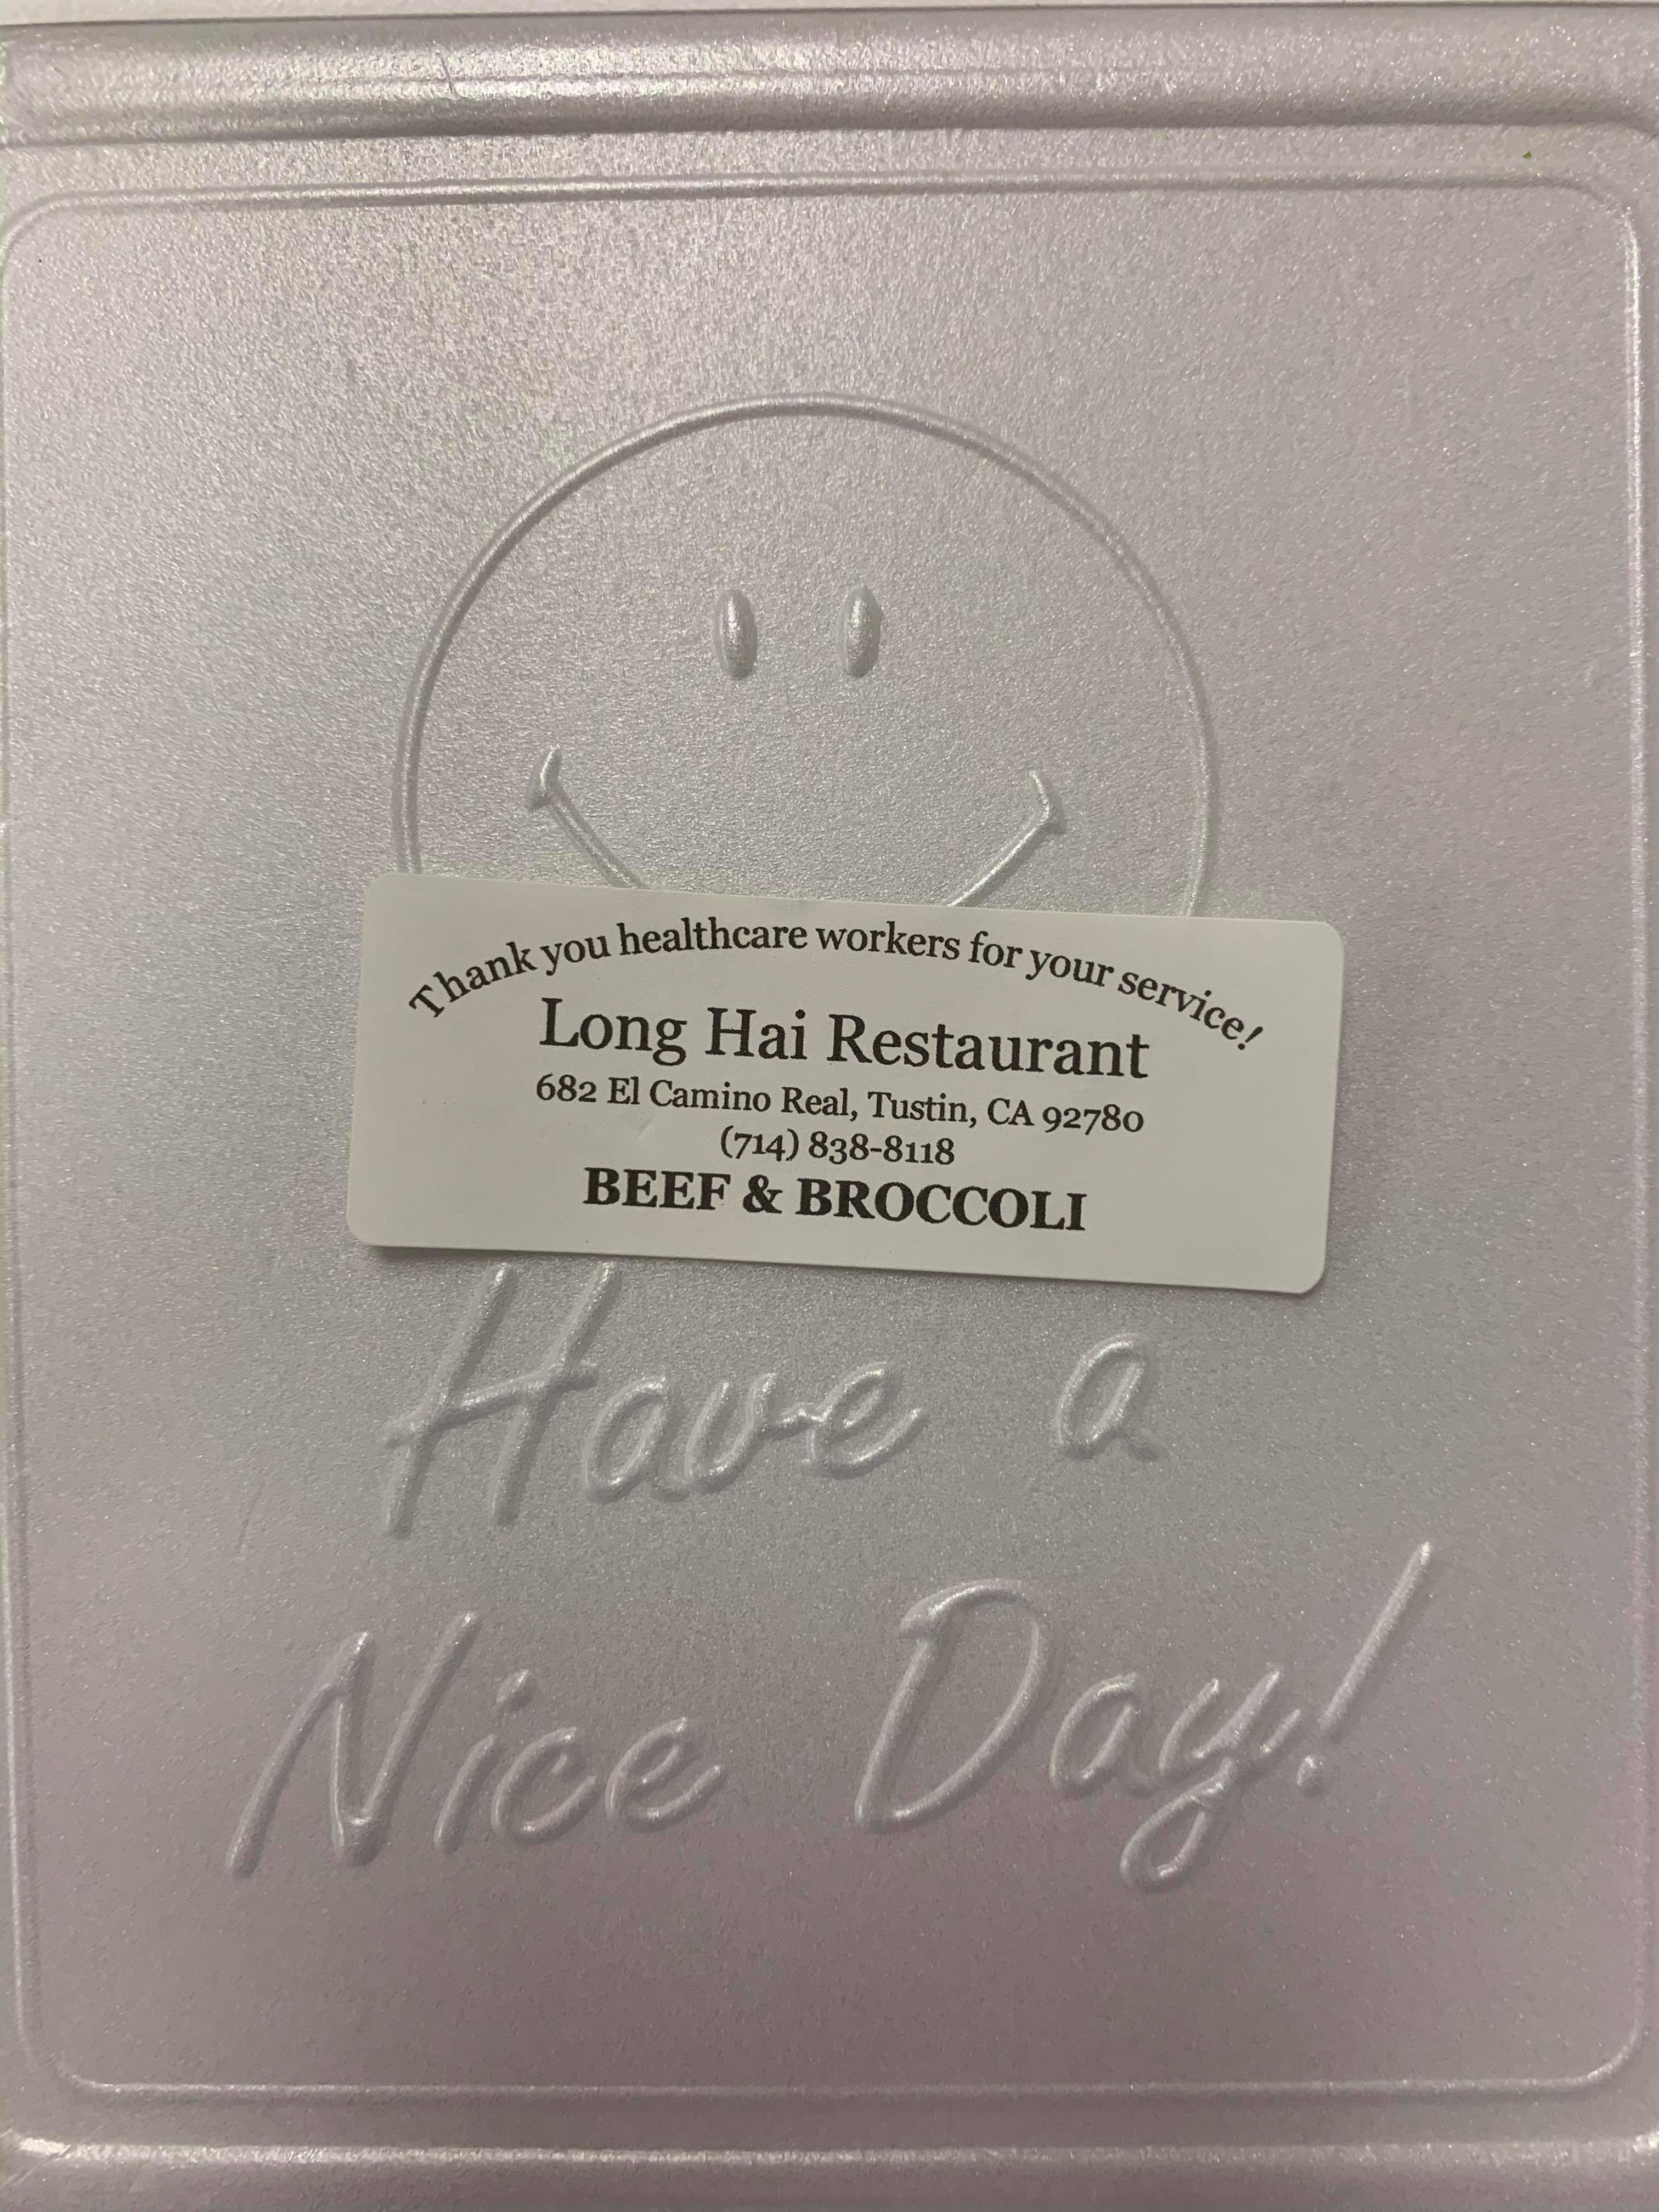 Thank you healthcare workers for your service!
Long Hai Restaurant
682 El Camino Real, Tustin, CA 92780
(714) 838-8118
BEEF & BROCCOLI
Have a
Nice Day!